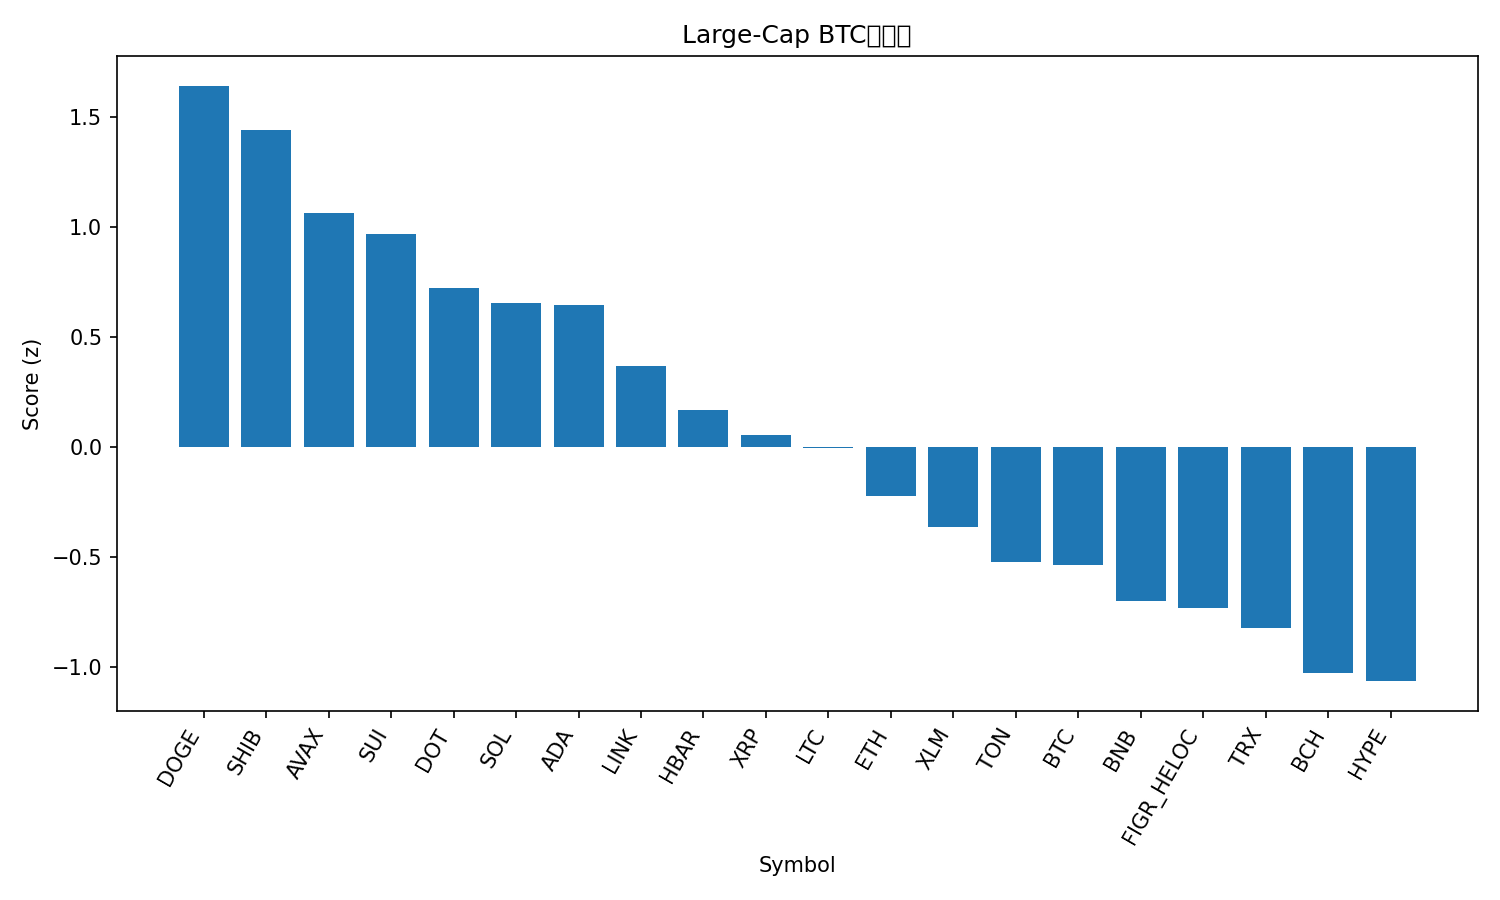 Large-Cap BTC
Score (z)
1.5
1.0
0.5
0.0
−0.5
−1.0
DOGE
SHIB
AVAX
SUI
DOT
SOL
ADA
LINK
HBAR
XRP
LTC
ETH
XLM
TON
BTC
BNB
FIGR_HELOC
TRX
BCH
HYPE
Symbol